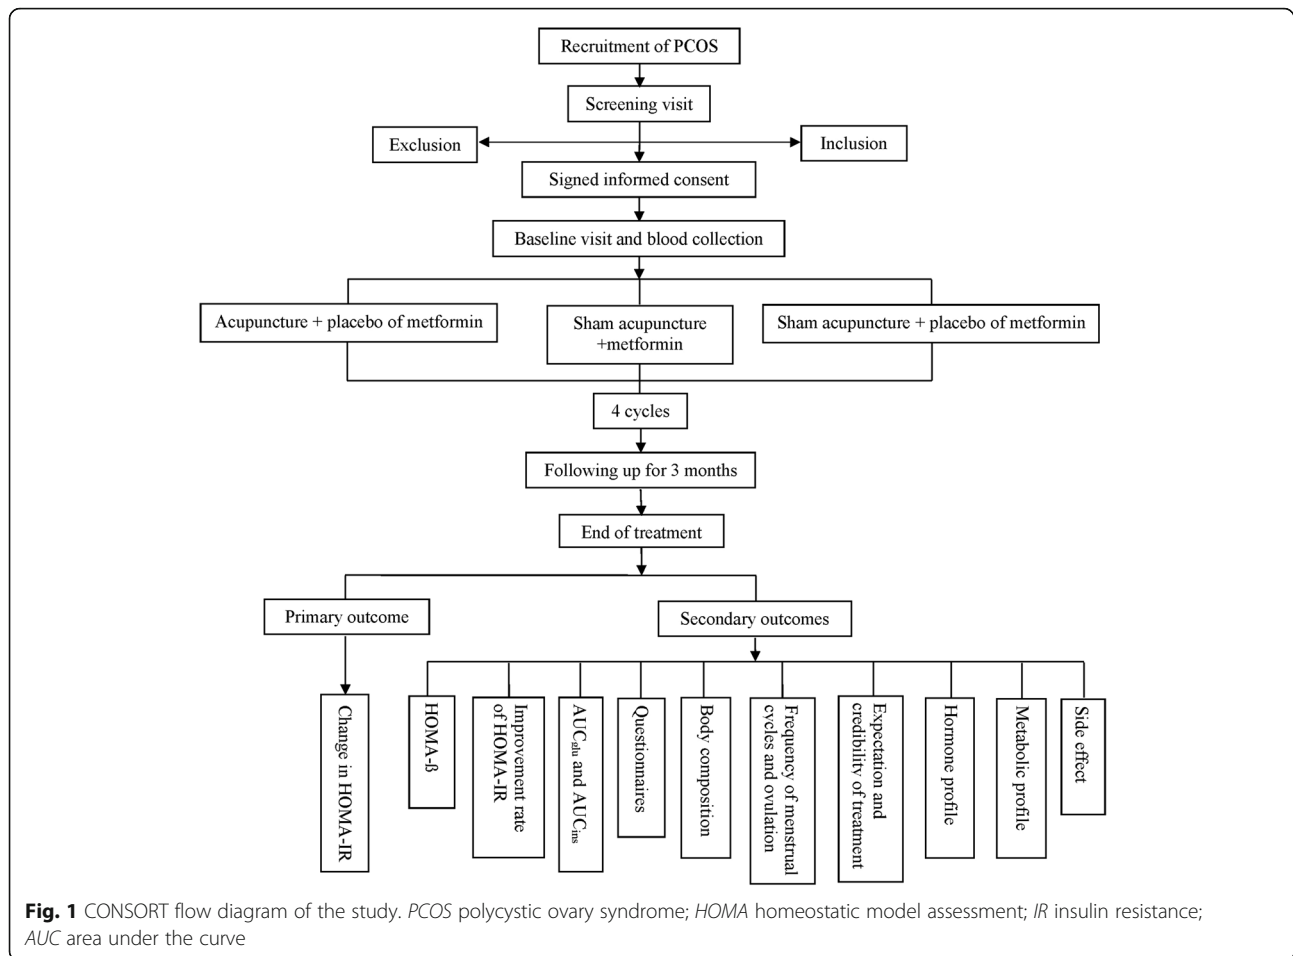 Recruitment of PCOS
Screening visit
Exclusion
Inclusion
Signed informed consent
Baseline visit and blood collection
Acupuncture + placebo of metformin
Sham acupuncture
+metformin
Sham acupuncture + placebo of metformin
4 cycles
Following up for 3 months
End of treatment
Primary outcome
Secondary outcomes
Change in HOMA-IR
HOMA-ß
Improvement rate
of HOMA-IR
AUCglu and AUCins
Questionnaires
Body composition
Frequency of menstrual
cycles and ovulation
Expectation and
credibility of treatment
Hormone profile
Metabolic profile
Side effect
Fig. 1 CONSORT flow diagram of the study. PCOS polycystic ovary syndrome; HOMA homeostatic model assessment; IR insulin resistance;
AUC area under the curve